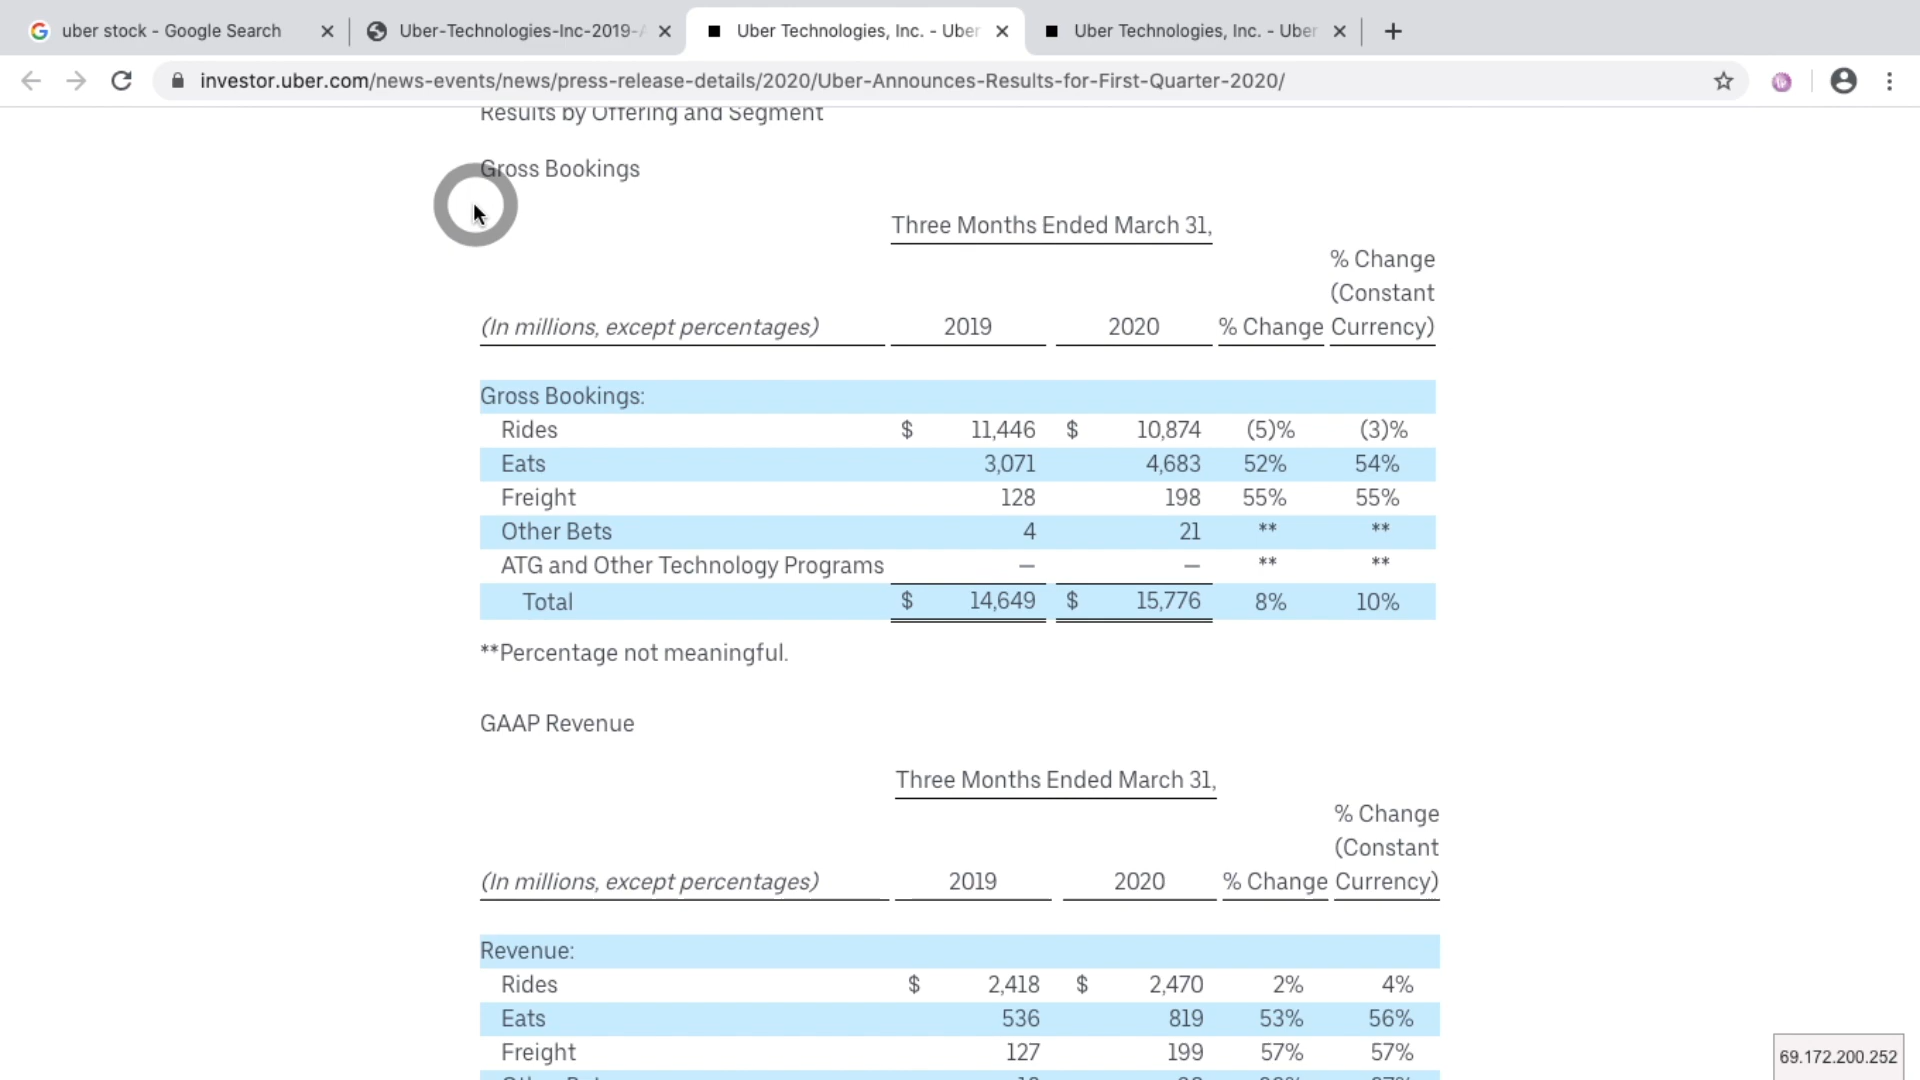 uber stock - Google Search
Uber-Technologies-Inc-2019-
Uber Technologies, Inc. - Uber
Uber Technologies, Inc. - Uber
investor.uber.com/news-events/news/press-release-details/2020/Uber-Announces-Results-for-First-Quarter-2020/
Results by Offering and Segment
Gross Bookings
Three Months Ended March 31,
% Change
(Constant
(In millions, except percentages) 2019 2020 % Change Currency)
Gross Bookings:
Rides $ 11,446 $ 10,874 (5)% (3)%
Eats 3,071 4,683 52% 54%
Freight 128 198 55% 55%
Other Bets 4 21 ** **
ATG and Other Technology Programs — — ** **
Total $ 14,649 $ 15,776 8% 10%
**Percentage not meaningful.
GAAP Revenue
Three Months Ended March 31,
% Change
(Constant
(In millions, except percentages) 2019 2020 % Change Currency)
Revenue:
Rides $ 2,418 $ 2,470 2% 4%
Eats 536 819 53% 56%
Freight 127 199 57% 57%
69.172.200.252